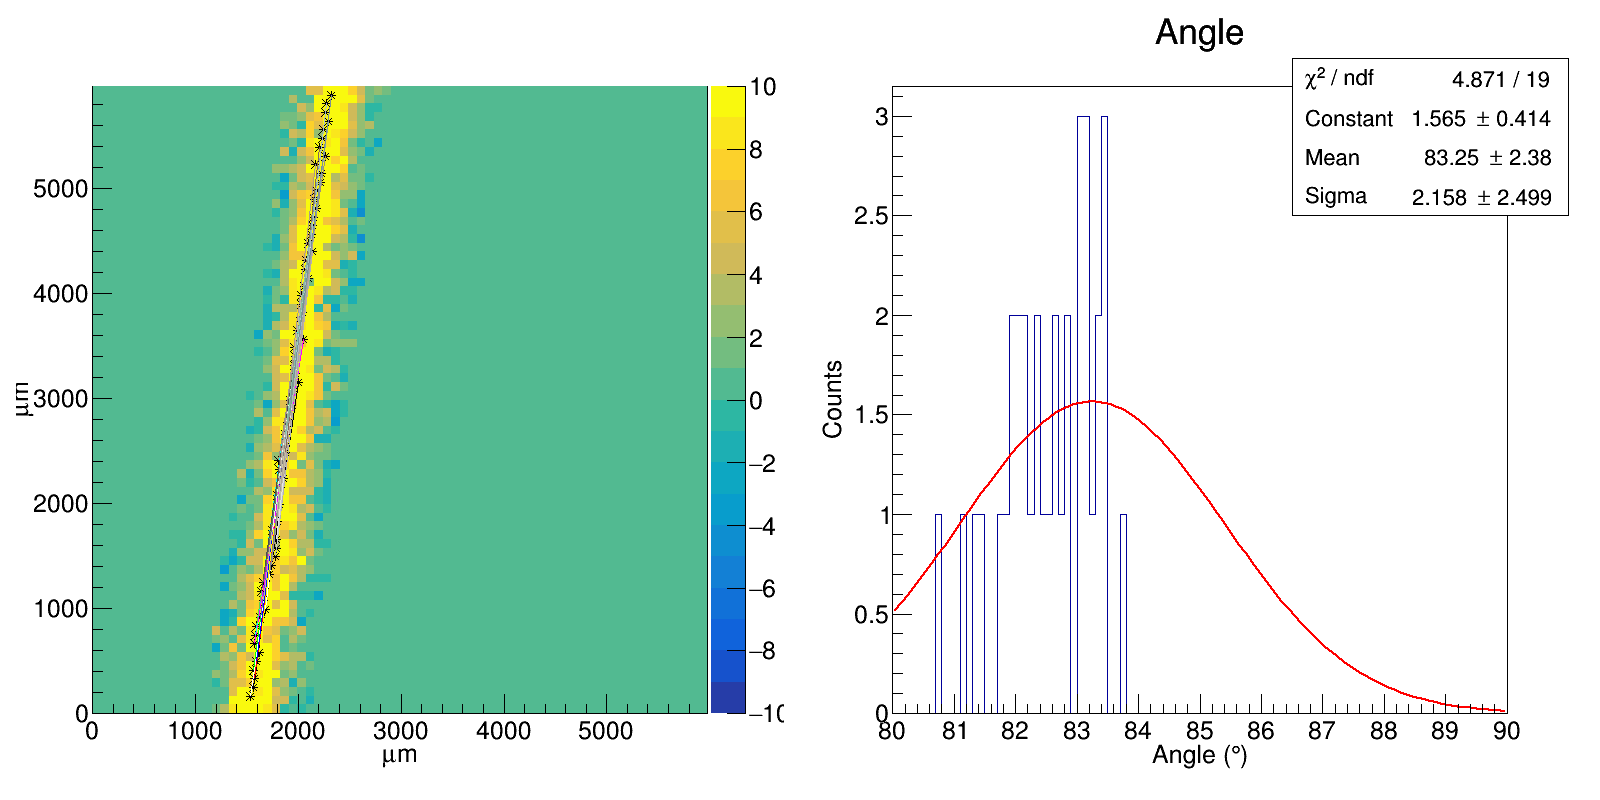 Angle
χ² / ndf 4.871 / 19
Constant 1.565 ± 0.414
Mean 83.25 ± 2.38
Sigma 2.158 ± 2.499
10
8
6
4
2
0
−2
−4
−6
−8
−10
5000
4000
3000
2000
1000
0
μm
0 1000 2000 3000 4000 5000
μm
3
2.5
2
1.5
1
0.5
0
Counts
80 81 82 83 84 85 86 87 88 89 90
Angle (°)